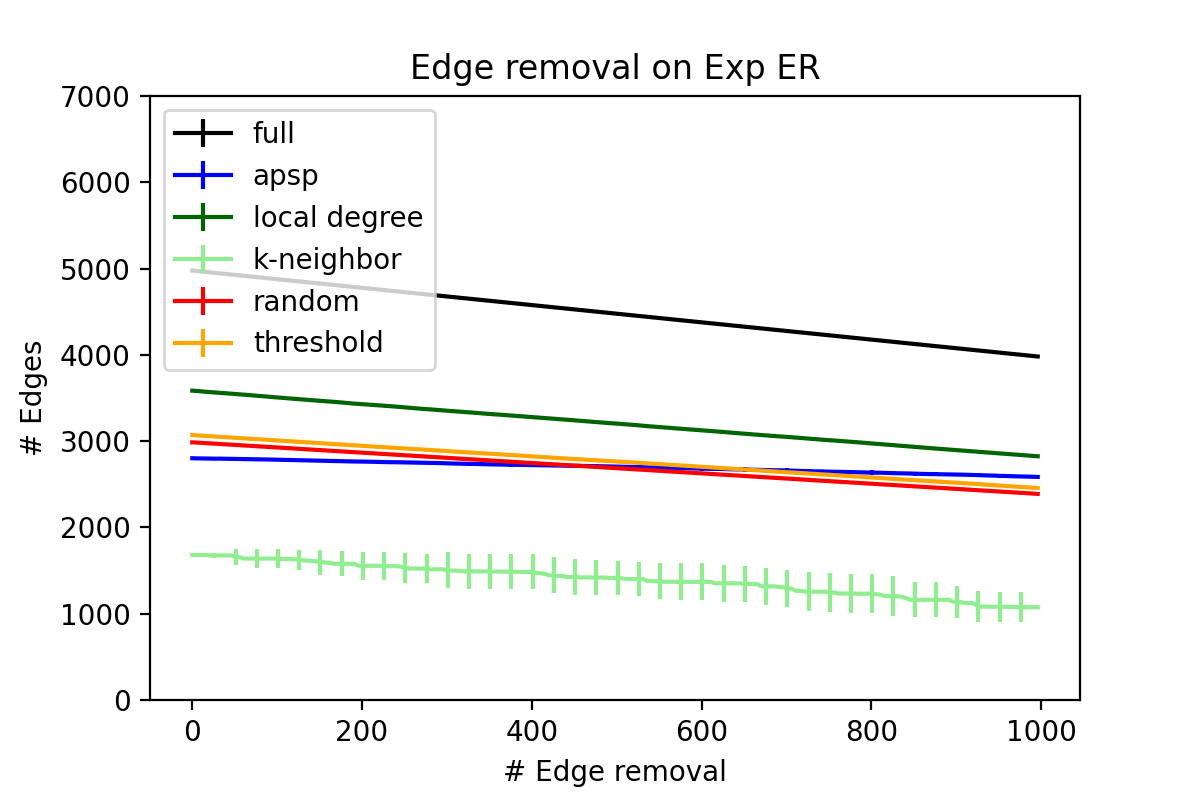 Edge removal on Exp ER
7000
6000
5000
4000
3000
2000
1000
0
# Edges
full
apsp
local degree
k-neighbor
random
threshold
0 200 400 600 800 1000
# Edge removal